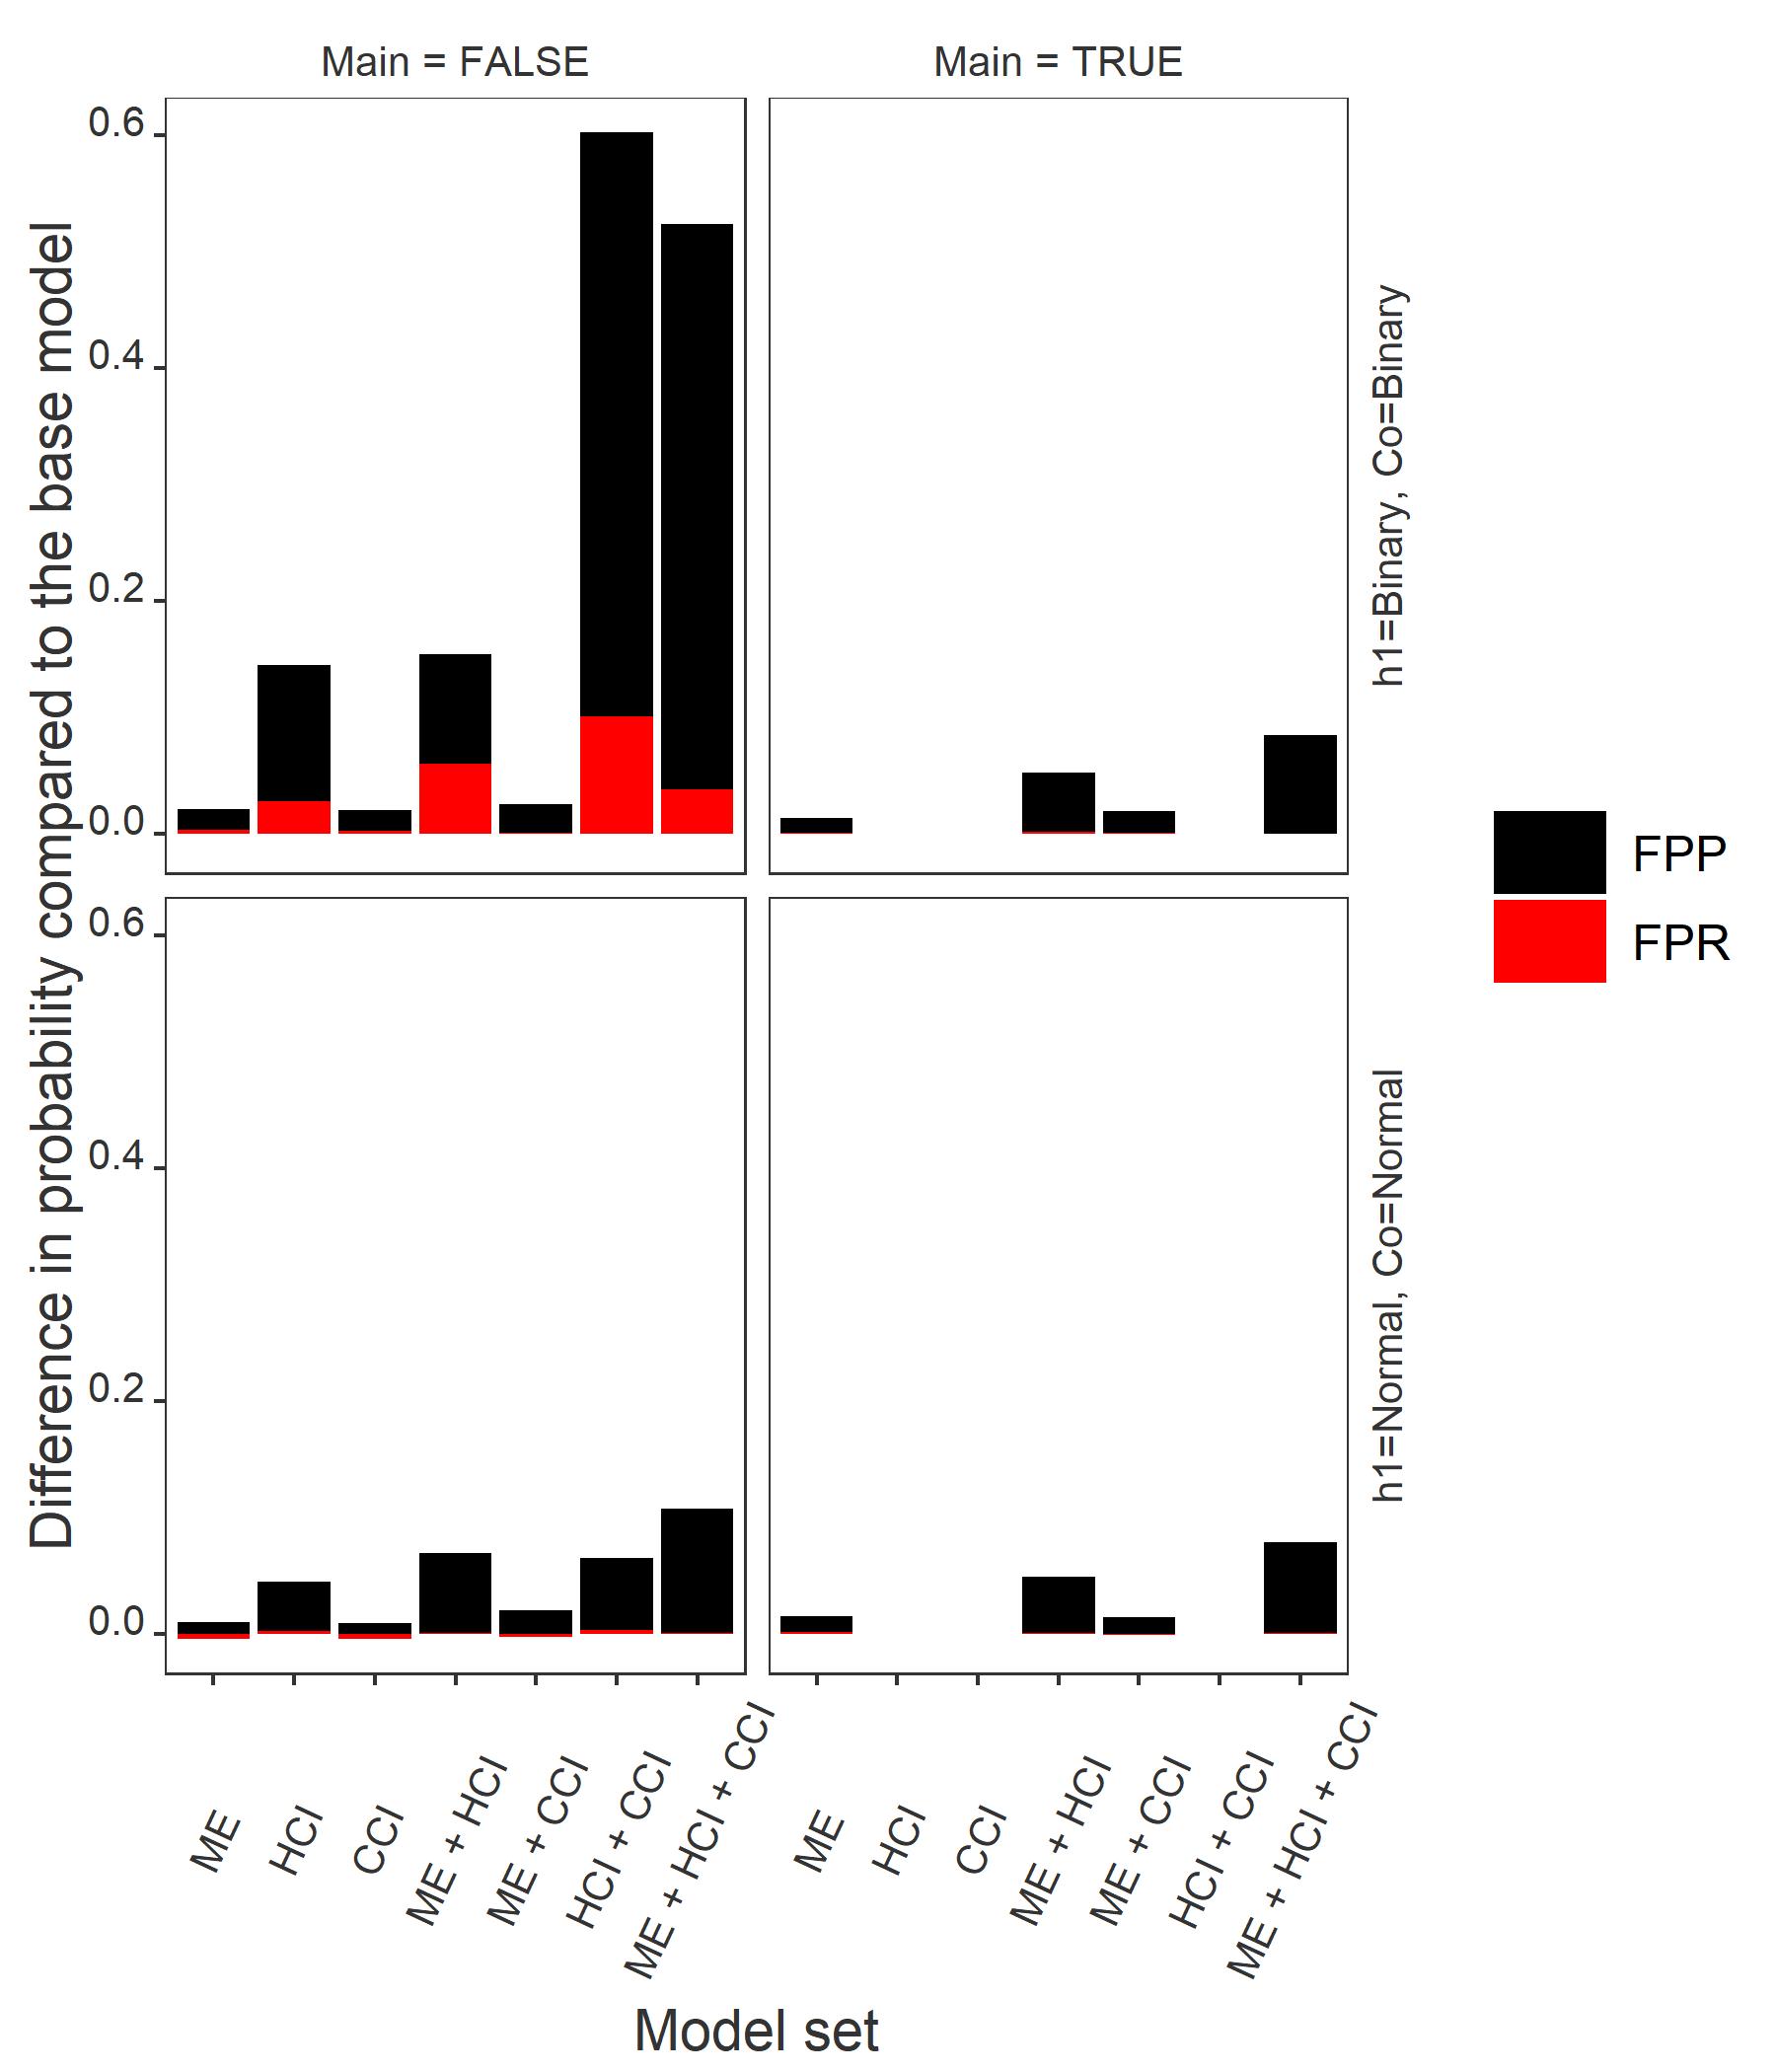 Main = FALSE
Main = TRUE
Difference in probability compared to the base model
0.6
0.4
0.2
0.0
h1=Binary, Co=Binary
0.6
0.4
0.2
0.0
h1=Normal, Co=Normal
FPP
FPR
ME
HCI
CCI
ME + HCI
ME + CCI
HCI + CCI
ME + HCI + CCI
ME
HCI
CCI
ME + HCI
ME + CCI
HCI + CCI
ME + HCI + CCI
Model set